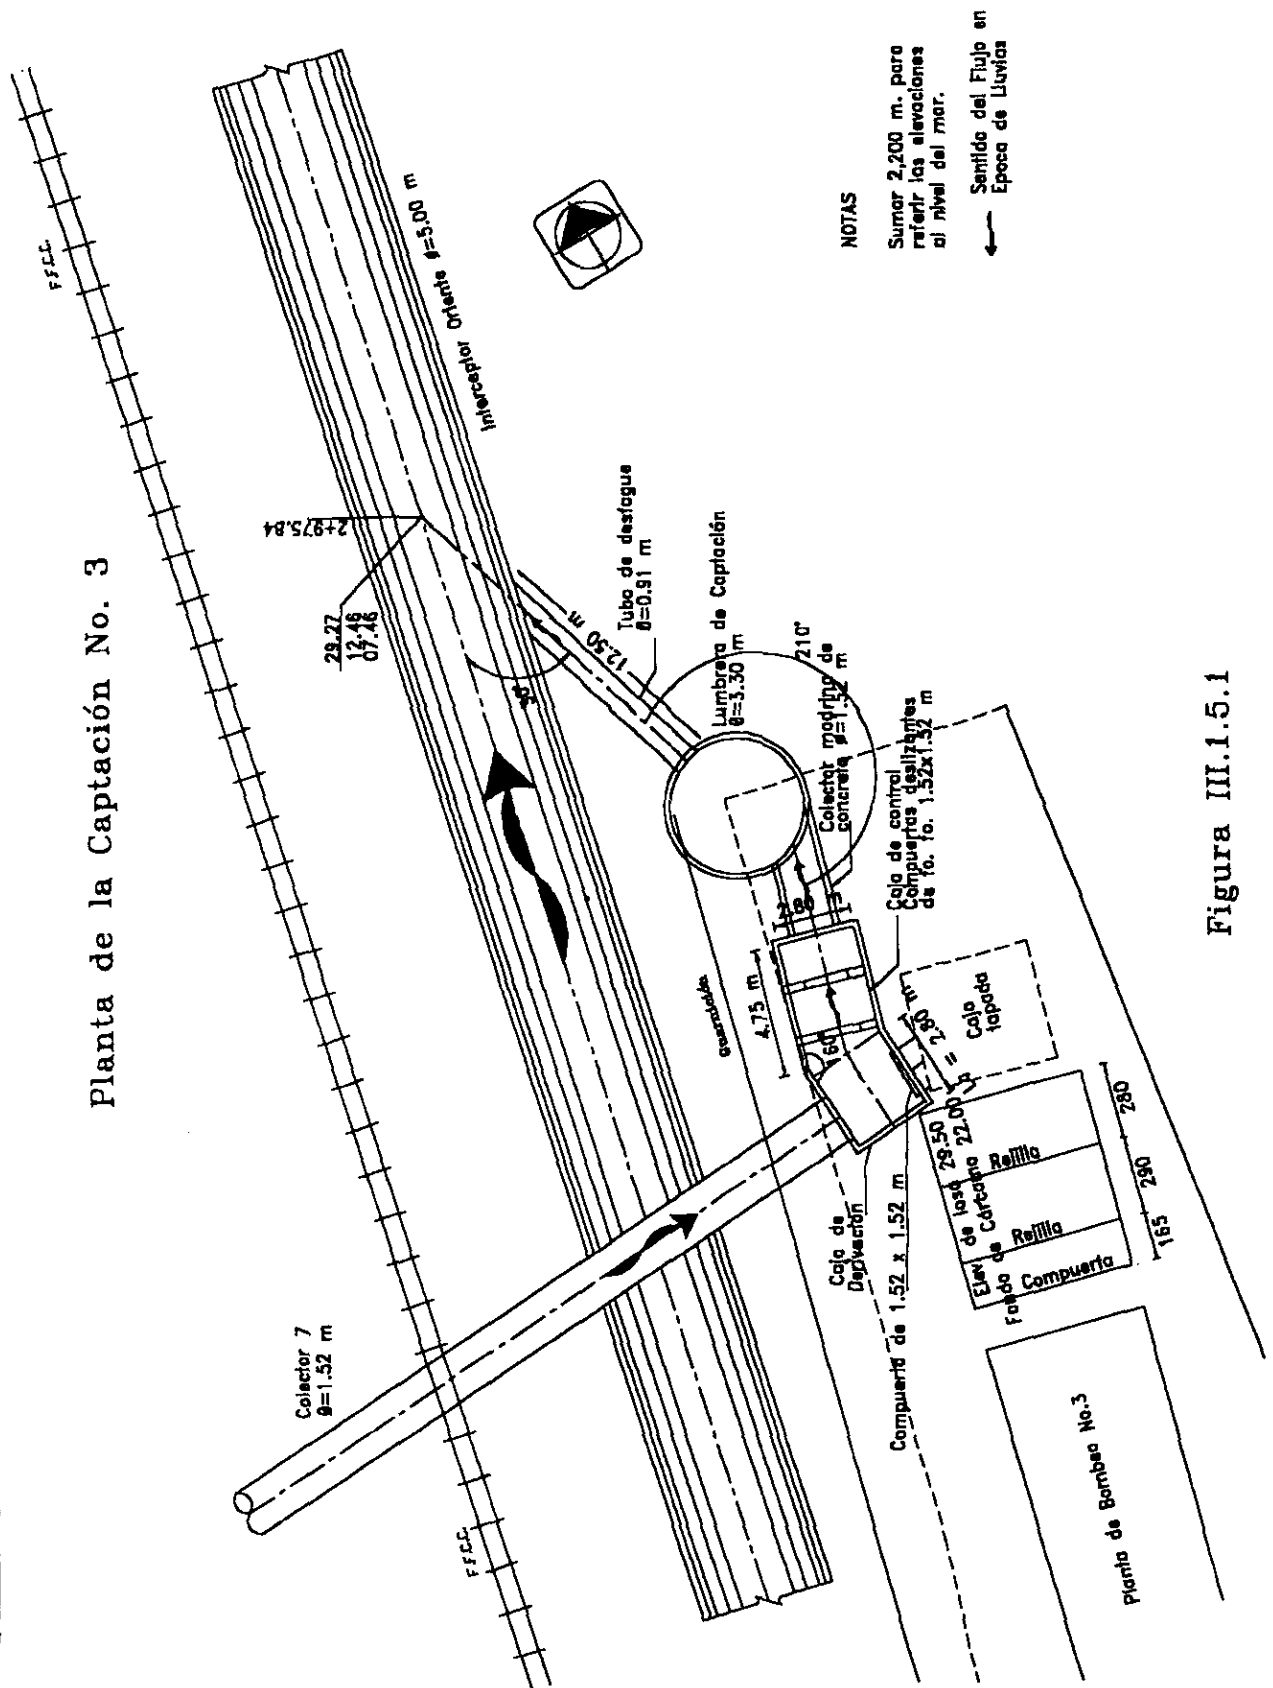 Planta de la Captación No. 3
F.F.C.C.
Interceptor Oriente ø=5.00 m
2+975.84
29.27
12.46
07.46
12.50 m
Tubo de desfogue
ø=0.91 m
Lumbrera de Captación
ø=3.30 m
210°
Colector madrina de
concreto ø=1.52 m
Caja de control
Compuertas deslizantes
de fo. fo. 1.52x1.52 m
guarnición
4.75 m
160°
Caja
tapada
Colector 7
ø=1.52 m
F.F.C.C.
Caja de
Derivación
Compuerta de 1.52 x 1.52 m
= 2.80 m
Elev de losa 29.50
Fondo de Cárcamo 22.00
Rejilla
Rejilla
Compuerta
165
290
280
Planta de Bombeo No.3
NOTAS
Sumar 2,200 m. para
referir las elevaciones
al nivel del mar.
Sentido del Flujo en
Epoca de Lluvias
Figura III.1.5.1